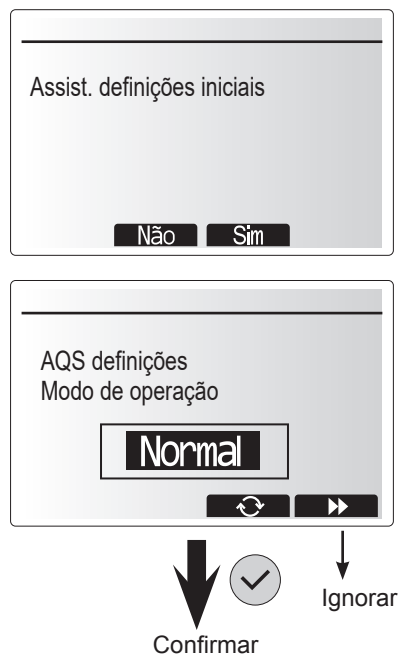 Assist. definições iniciais
Não Sim
AQS definições
Modo de operação
Normal
Ignorar
Confirmar